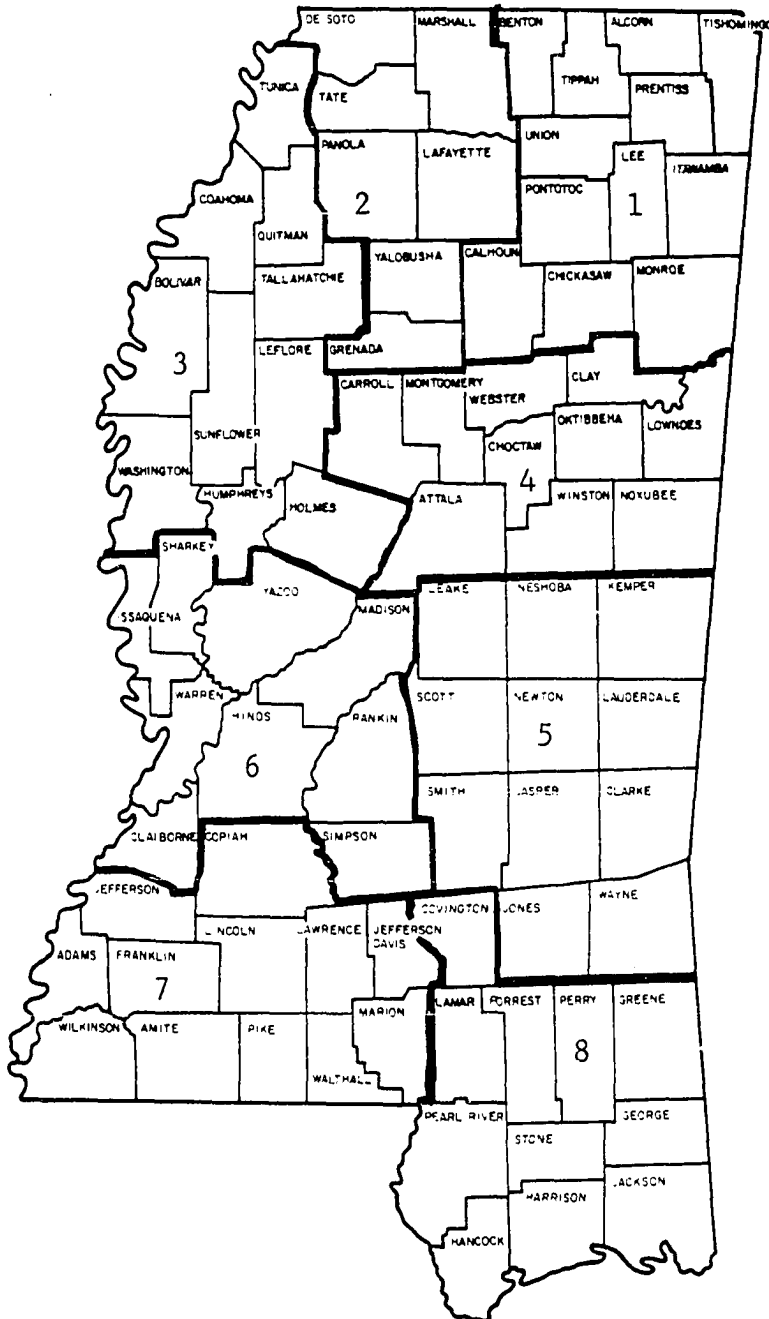 DE SOTO
MARSHALL
BENTON
ALCORN
TISHOMINGO
TUNICA
TATE
TIPPAH
PRENTISS
PANOLA
LAFAYETTE
UNION
LEE
ITAWAMBA
COAHOMA
2
PONTOTOC
1
QUITMAN
YALOBUSHA
CALHOUN
BOLIVAR
TALLAHATCHIE
CHICKASAW
MONROE
3
LEFLORE
GRENADA
CARROLL
MONTGOMERY
WEBSTER
CLAY
SUNFLOWER
CHOCTAW
OKTIBBEHA
LOWNDES
WASHINGTON
4
HUMPHREYS
HOLMES
ATTALA
WINSTON
NOXUBEE
SHARKEY
YAZOO
MADISON
LEAKE
NESHOBA
KEMPER
ISSAQUENA
WARREN
HINDS
RANKIN
SCOTT
NEWTON
LAUDERDALE
6
5
SMITH
JASPER
CLARKE
CLAIBORNE
COPIAH
SIMPSON
JEFFERSON
COVINGTON
JONES
WAYNE
LINCOLN
LAWRENCE
JEFFERSON
DAVIS
ADAMS
FRANKLIN
7
MARION
LAMAR
FORREST
PERRY
GREENE
WILKINSON
AMITE
PIKE
8
WALTHALL
PEARL RIVER
GEORGE
STONE
HARRISON
JACKSON
HANCOCK